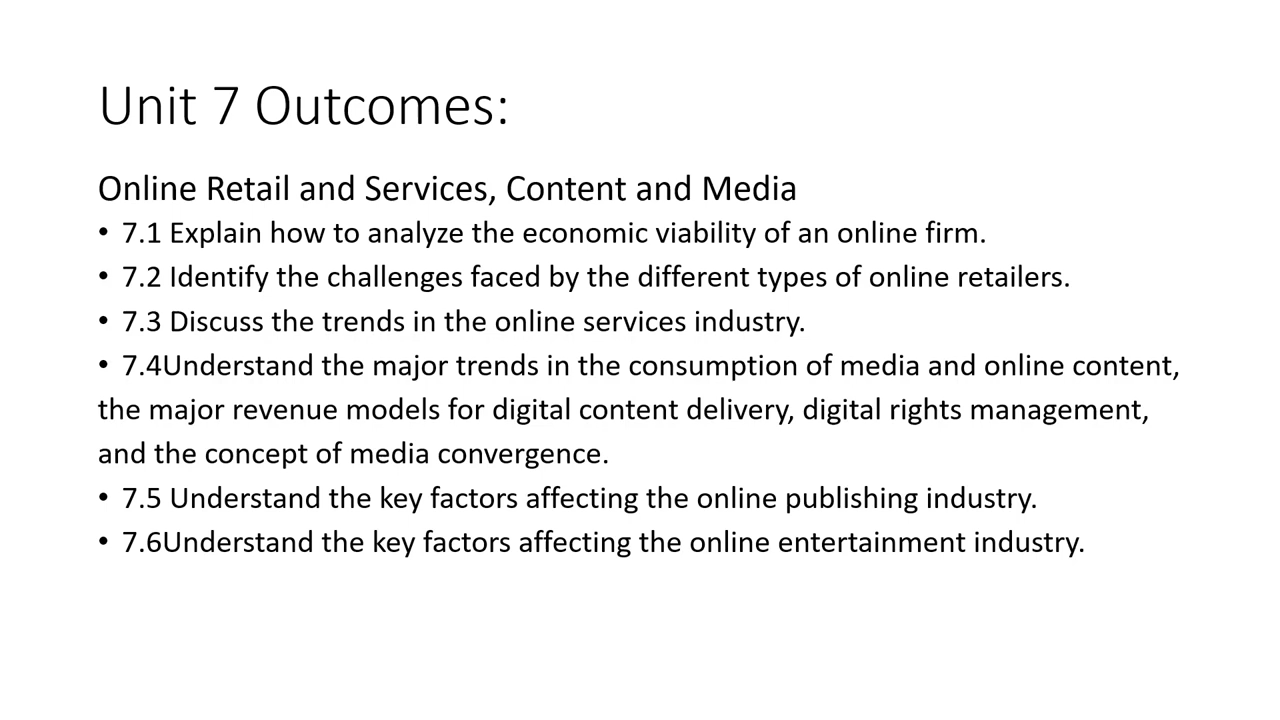 Unit 7 Outcomes:
Online Retail and Services, Content and Media
• 7.1 Explain how to analyze the economic viability of an online firm.
• 7.2 Identify the challenges faced by the different types of online retailers.
• 7.3 Discuss the trends in the online services industry.
• 7.4Understand the major trends in the consumption of media and online content,
the major revenue models for digital content delivery, digital rights management,
and the concept of media convergence.
• 7.5 Understand the key factors affecting the online publishing industry.
• 7.6Understand the key factors affecting the online entertainment industry.